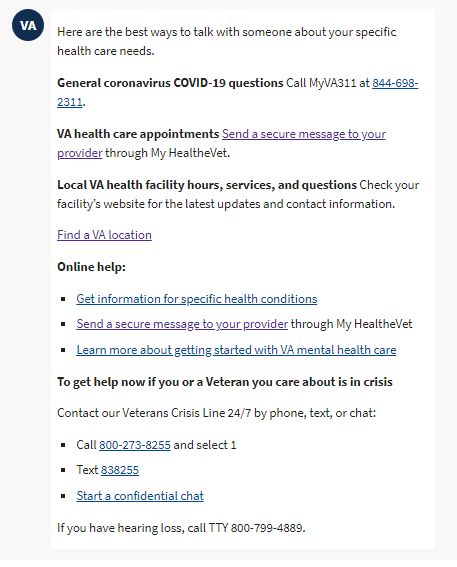 VA
Here are the best ways to talk with someone about your specific
health care needs.
General coronavirus COVID-19 questions Call MyVA311 at 844-698-
2311.
VA health care appointments Send a secure message to your
provider through My HealtheVet.
Local VA health facility hours, services, and questions Check your
facility’s website for the latest updates and contact information.
Find a VA location
Online help:
Get information for specific health conditions
Send a secure message to your provider through My HealtheVet
Learn more about getting started with VA mental health care
To get help now if you or a Veteran you care about is in crisis
Contact our Veterans Crisis Line 24/7 by phone, text, or chat:
Call 800-273-8255 and select 1
Text 838255
Start a confidential chat
If you have hearing loss, call TTY 800-799-4889.